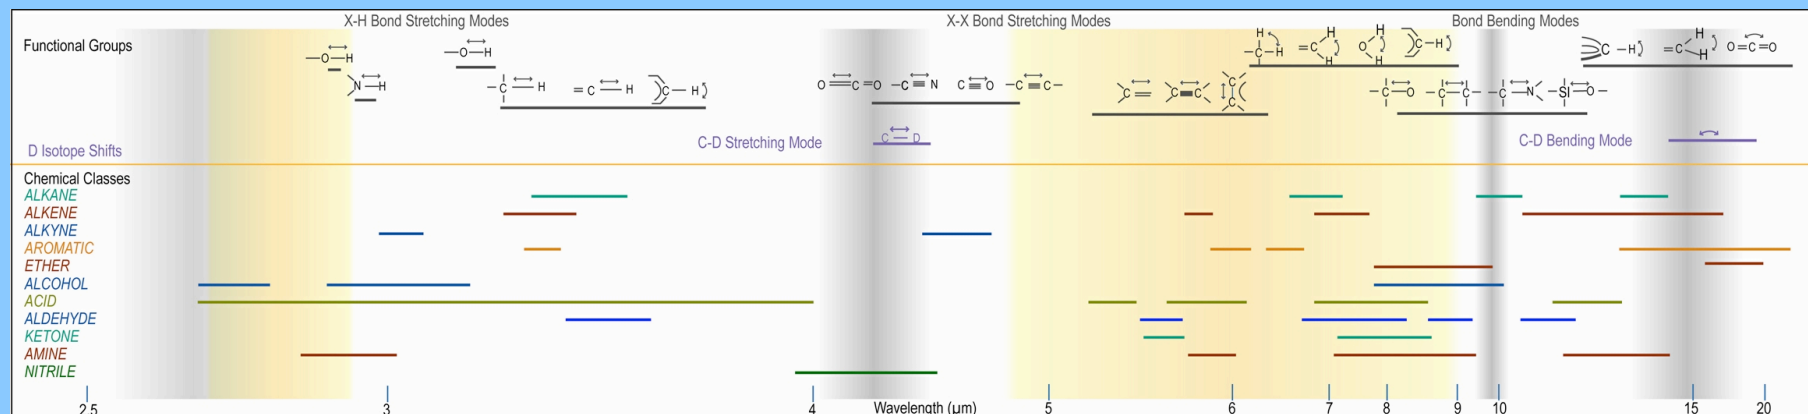 X-H Bond Stretching Modes
X-X Bond Stretching Modes
Bond Bending Modes
Functional Groups
—O—H
N—H
—O—H
—C—H
=C—H
C—H
O=C=O
—C≡N
C≡O
—C≡C—
C=
C=C
C
C
H
—C—H
=C
H
H
O
H
H
C—H
—C=O
—C—C—
—C—N
—Si—O—
C—H
=C
H
H
O=C=O
D Isotope Shifts
C-D Stretching Mode
C — D
C-D Bending Mode
Chemical Classes
ALKANE
ALKENE
ALKYNE
AROMATIC
ETHER
ALCOHOL
ACID
ALDEHYDE
KETONE
AMINE
NITRILE
2.5 3 4 Wavelength (µm) 5 6 7 8 9 10 15 20